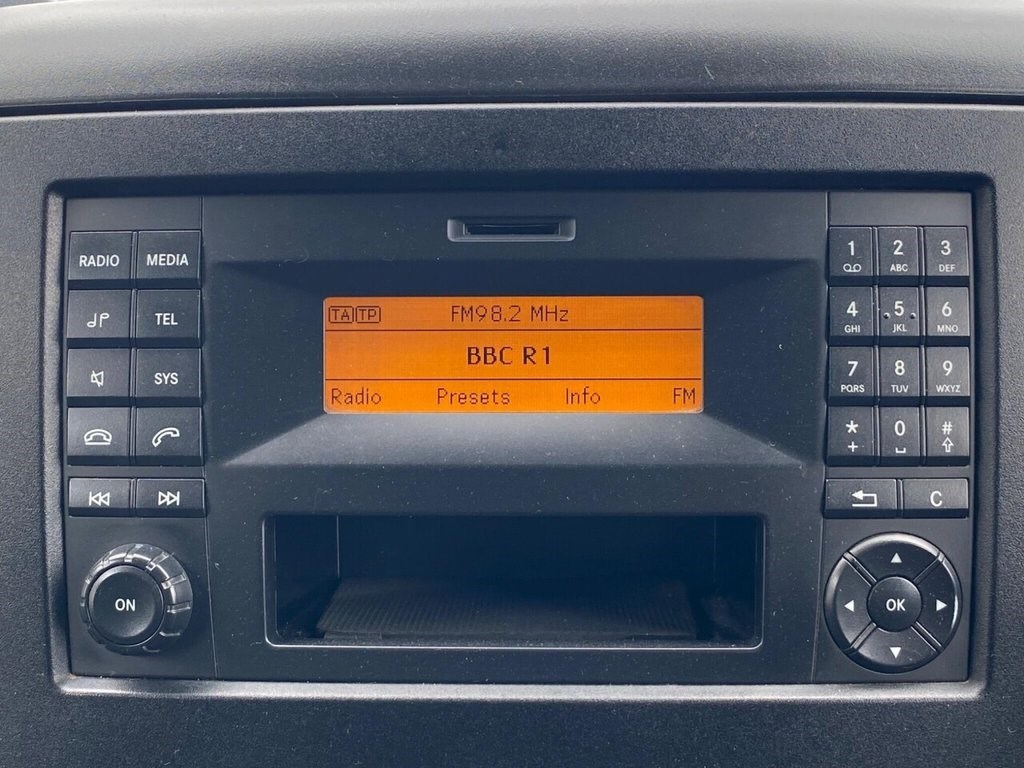 RADIO MEDIA
TEL
SYS
ON
TA TP FM98.2 MHz
BBC R1
Radio Presets Info FM
1 2 3
ABC DEF
4 5 6
GHI JKL MNO
7 8 9
PQRS TUV WXYZ
* 0 #
+
C
OK